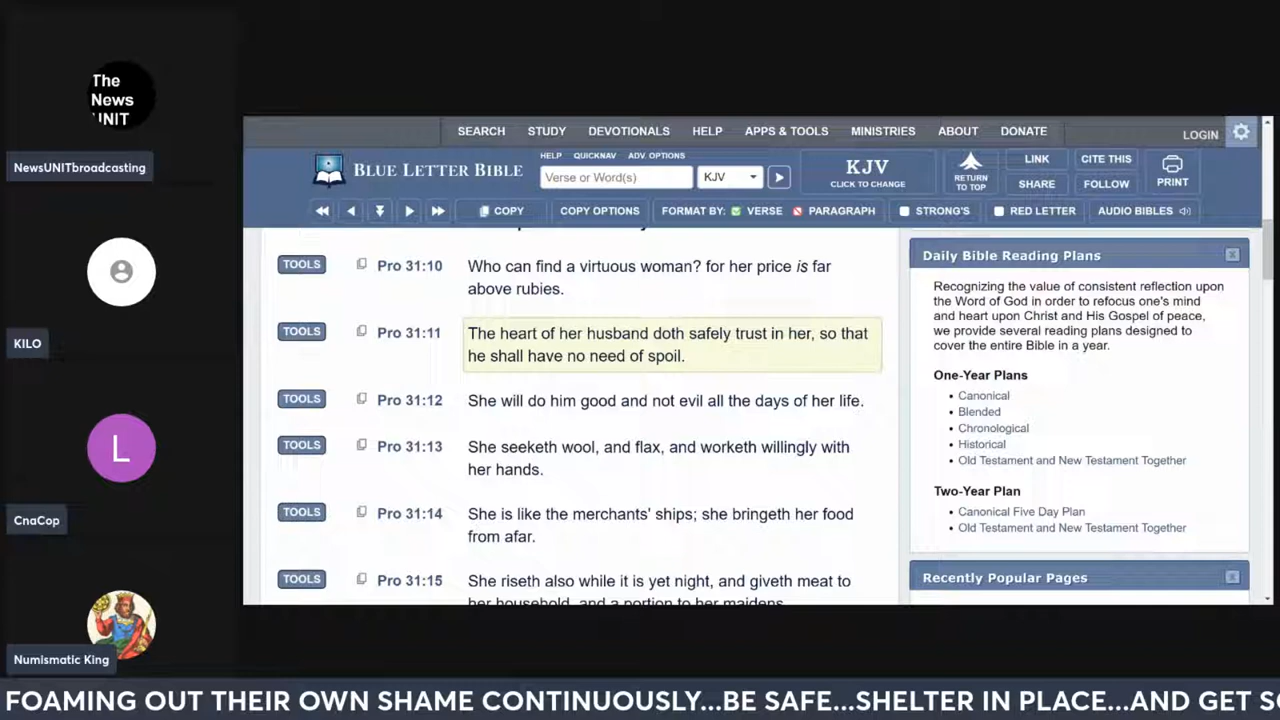 The
News
UNIT
NewsUNITbroadcasting
KILO
L
CnaCop
Numismatic King
SEARCH STUDY DEVOTIONALS HELP APPS & TOOLS MINISTRIES ABOUT DONATE LOGIN
BLUE LETTER BIBLE
HELP QUICKNAV ADV. OPTIONS
Verse or Word(s) KJV
KJV
CLICK TO CHANGE
RETURN
TO TOP
LINK CITE THIS
SHARE FOLLOW
PRINT
COPY COPY OPTIONS FORMAT BY: VERSE PARAGRAPH STRONG'S RED LETTER AUDIO BIBLES
TOOLS Pro 31:10 Who can find a virtuous woman? for her price is far
above rubies.
TOOLS Pro 31:11 The heart of her husband doth safely trust in her, so that
he shall have no need of spoil.
TOOLS Pro 31:12 She will do him good and not evil all the days of her life.
TOOLS Pro 31:13 She seeketh wool, and flax, and worketh willingly with
her hands.
TOOLS Pro 31:14 She is like the merchants' ships; she bringeth her food
from afar.
TOOLS Pro 31:15 She riseth also while it is yet night, and giveth meat to
her household, and a portion to her maidens
Daily Bible Reading Plans
Recognizing the value of consistent reflection upon
the Word of God in order to refocus one's mind
and heart upon Christ and His Gospel of peace,
we provide several reading plans designed to
cover the entire Bible in a year.
One-Year Plans
• Canonical
• Blended
• Chronological
• Historical
• Old Testament and New Testament Together
Two-Year Plan
• Canonical Five Day Plan
• Old Testament and New Testament Together
Recently Popular Pages
FOAMING OUT THEIR OWN SHAME CONTINUOUSLY...BE SAFE...SHELTER IN PLACE...AND GET